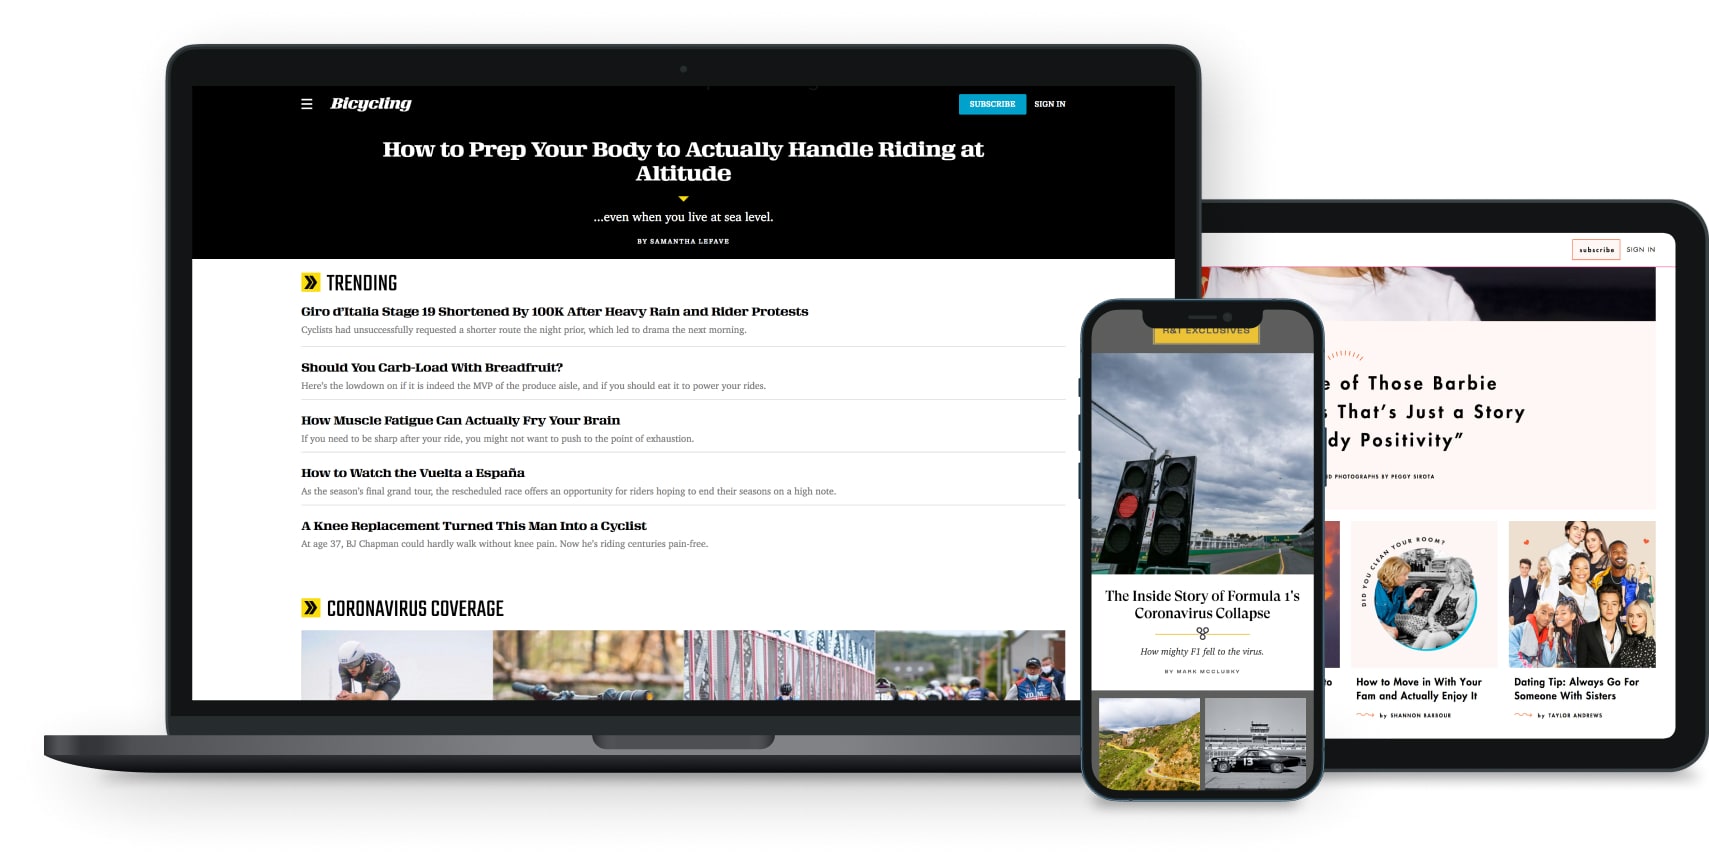 Bicycling
SUBSCRIBE
SIGN IN
How to Prep Your Body to Actually Handle Riding at
Altitude
...even when you live at sea level.
BY SAMANTHA LEFAVE
TRENDING
Giro d'Italia Stage 19 Shortened By 100K After Heavy Rain and Rider Protests
Cyclists had unsuccessfully requested a shorter route the night prior, which led to drama the next morning.
Should You Carb-Load With Breadfruit?
Here's the lowdown on if it is indeed the MVP of the produce aisle, and if you should eat it to power your rides.
How Muscle Fatigue Can Actually Fry Your Brain
If you need to be sharp after your ride, you might not want to push to the point of exhaustion.
How to Watch the Vuelta a España
As the season's final grand tour, the rescheduled race offers an opportunity for riders hoping to end their seasons on a high note.
A Knee Replacement Turned This Man Into a Cyclist
At age 37, BJ Chapman could hardly walk without knee pain. Now he's riding centuries pain-free.
CORONAVIRUS COVERAGE
R&T EXCLUSIVES
The Inside Story of Formula 1's
Coronavirus Collapse
How mighty F1 fell to the virus.
BY MARK MCCLUSKY
13
subscribe
SIGN IN
of Those Barbie
That's Just a Story
dy Positivity"
PHOTOGRAPHS BY PEGGY SIROTA
to
DID YOU CLEAN YOUR ROOM?
How to Move in With Your
Fam and Actually Enjoy It
by SHANNON BARBOUR
Dating Tip: Always Go For
Someone With Sisters
by TAYLOR ANDREWS